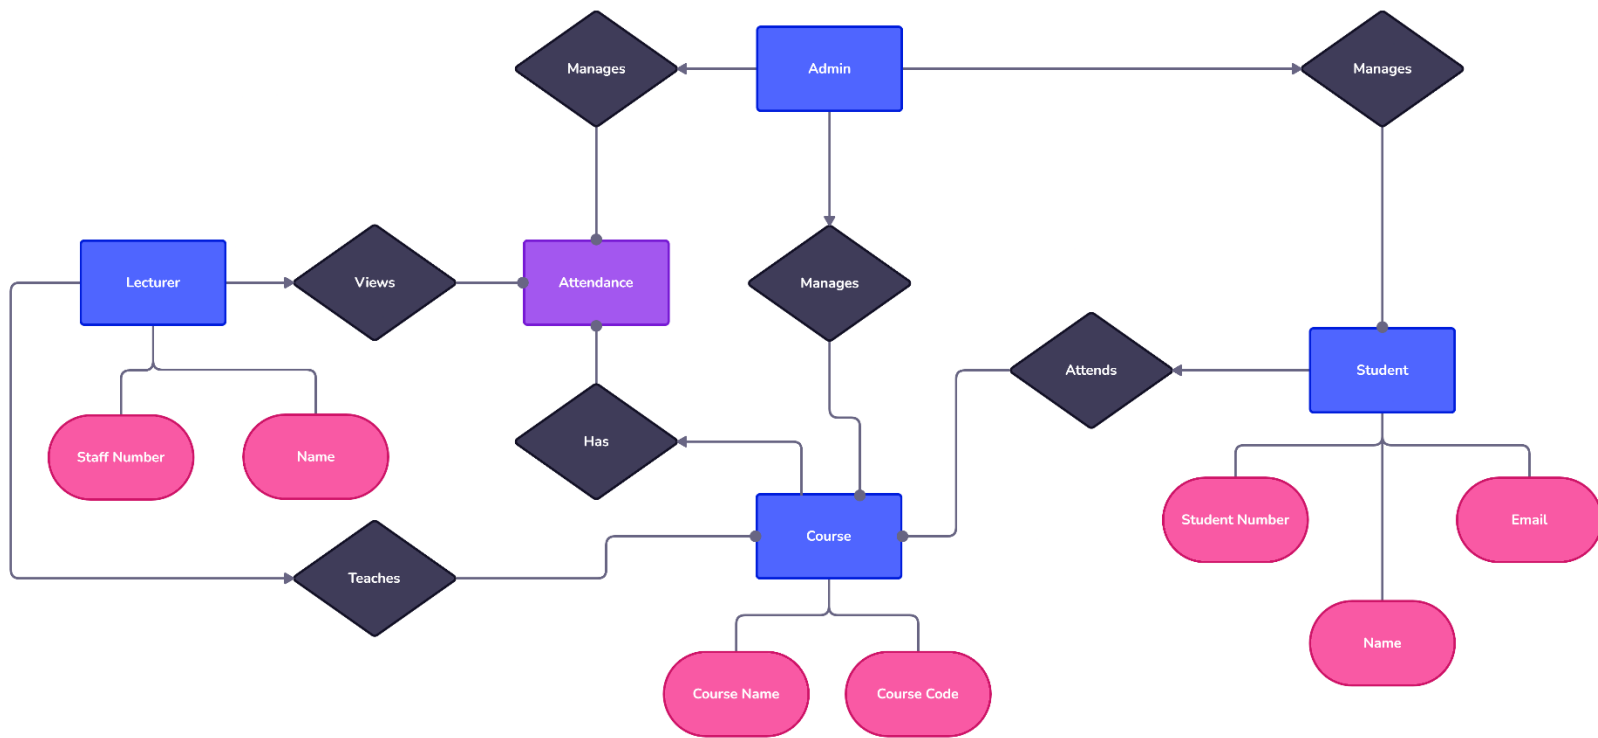 Manages
Admin
Manages
Lecturer
Views
Attendance
Manages
Attends
Student
Has
Staff Number
Name
Student Number
Email
Course
Teaches
Name
Course Name
Course Code